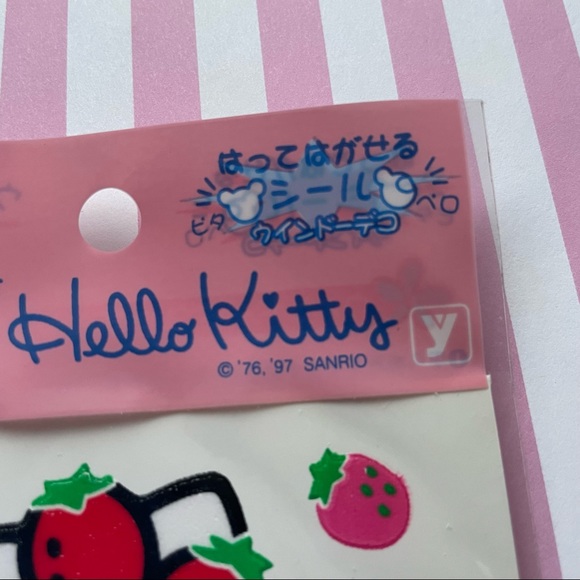 はってはがせる
シール
ピタ
ペロ
ウインドーデコ
Hello Kitty
© '76, '97 SANRIO
y